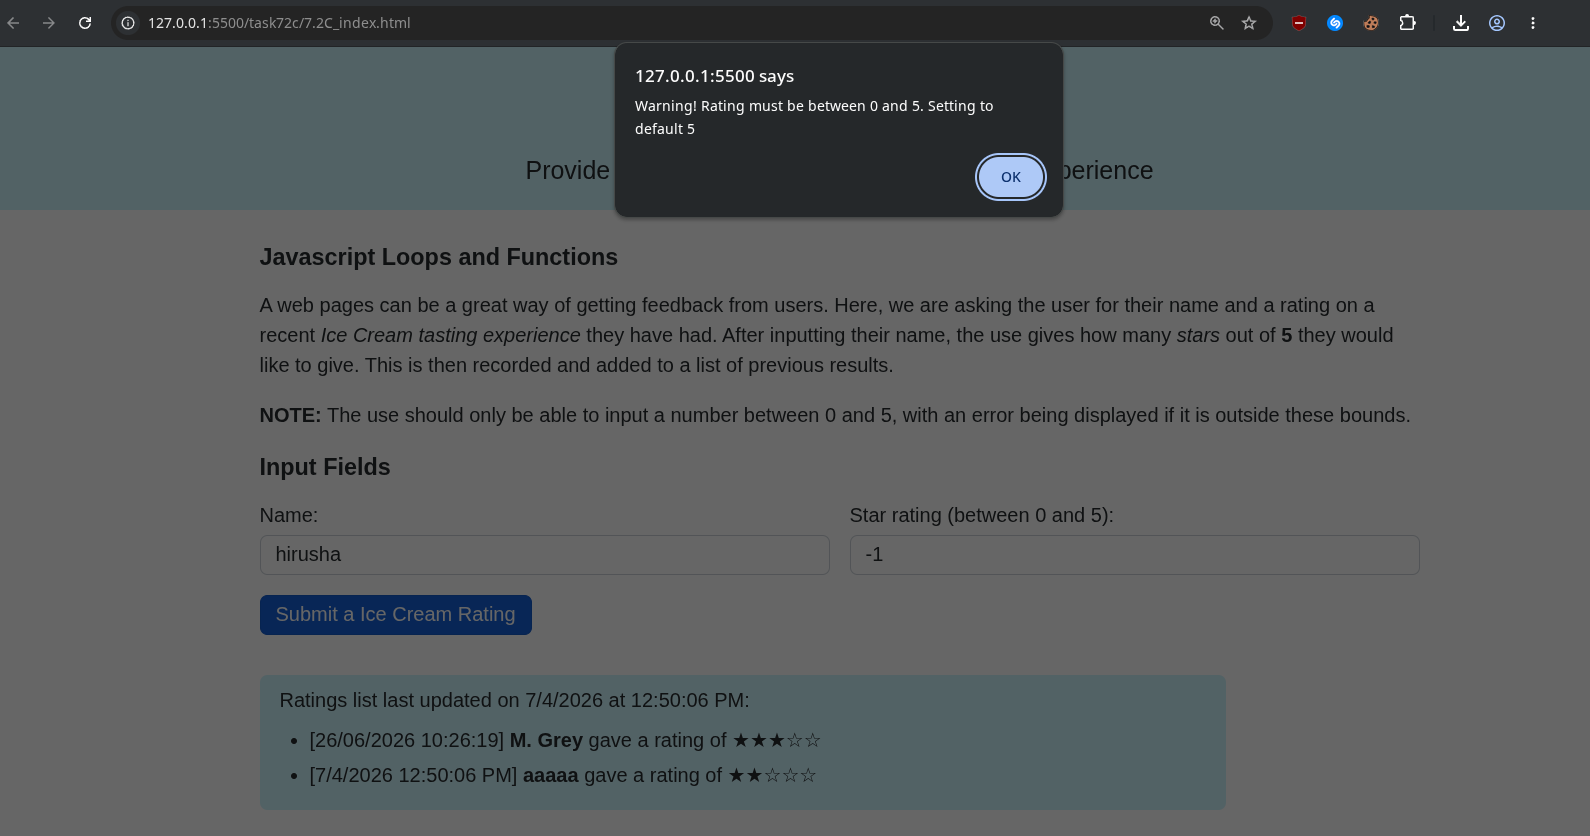 127.0.0.1:5500/task72c/7.2C_index.html
127.0.0.1:5500 says
Warning! Rating must be between 0 and 5. Setting to
default 5
OK
Provide perience
Javascript Loops and Functions
A web pages can be a great way of getting feedback from users. Here, we are asking the user for their name and a rating on a
recent Ice Cream tasting experience they have had. After inputting their name, the use gives how many stars out of 5 they would
like to give. This is then recorded and added to a list of previous results.
NOTE: The use should only be able to input a number between 0 and 5, with an error being displayed if it is outside these bounds.
Input Fields
Name: Star rating (between 0 and 5):
hirusha -1
Submit a Ice Cream Rating
Ratings list last updated on 7/4/2026 at 12:50:06 PM:
• [26/06/2026 10:26:19] M. Grey gave a rating of ★★★☆☆
• [7/4/2026 12:50:06 PM] aaaaa gave a rating of ★★☆☆☆